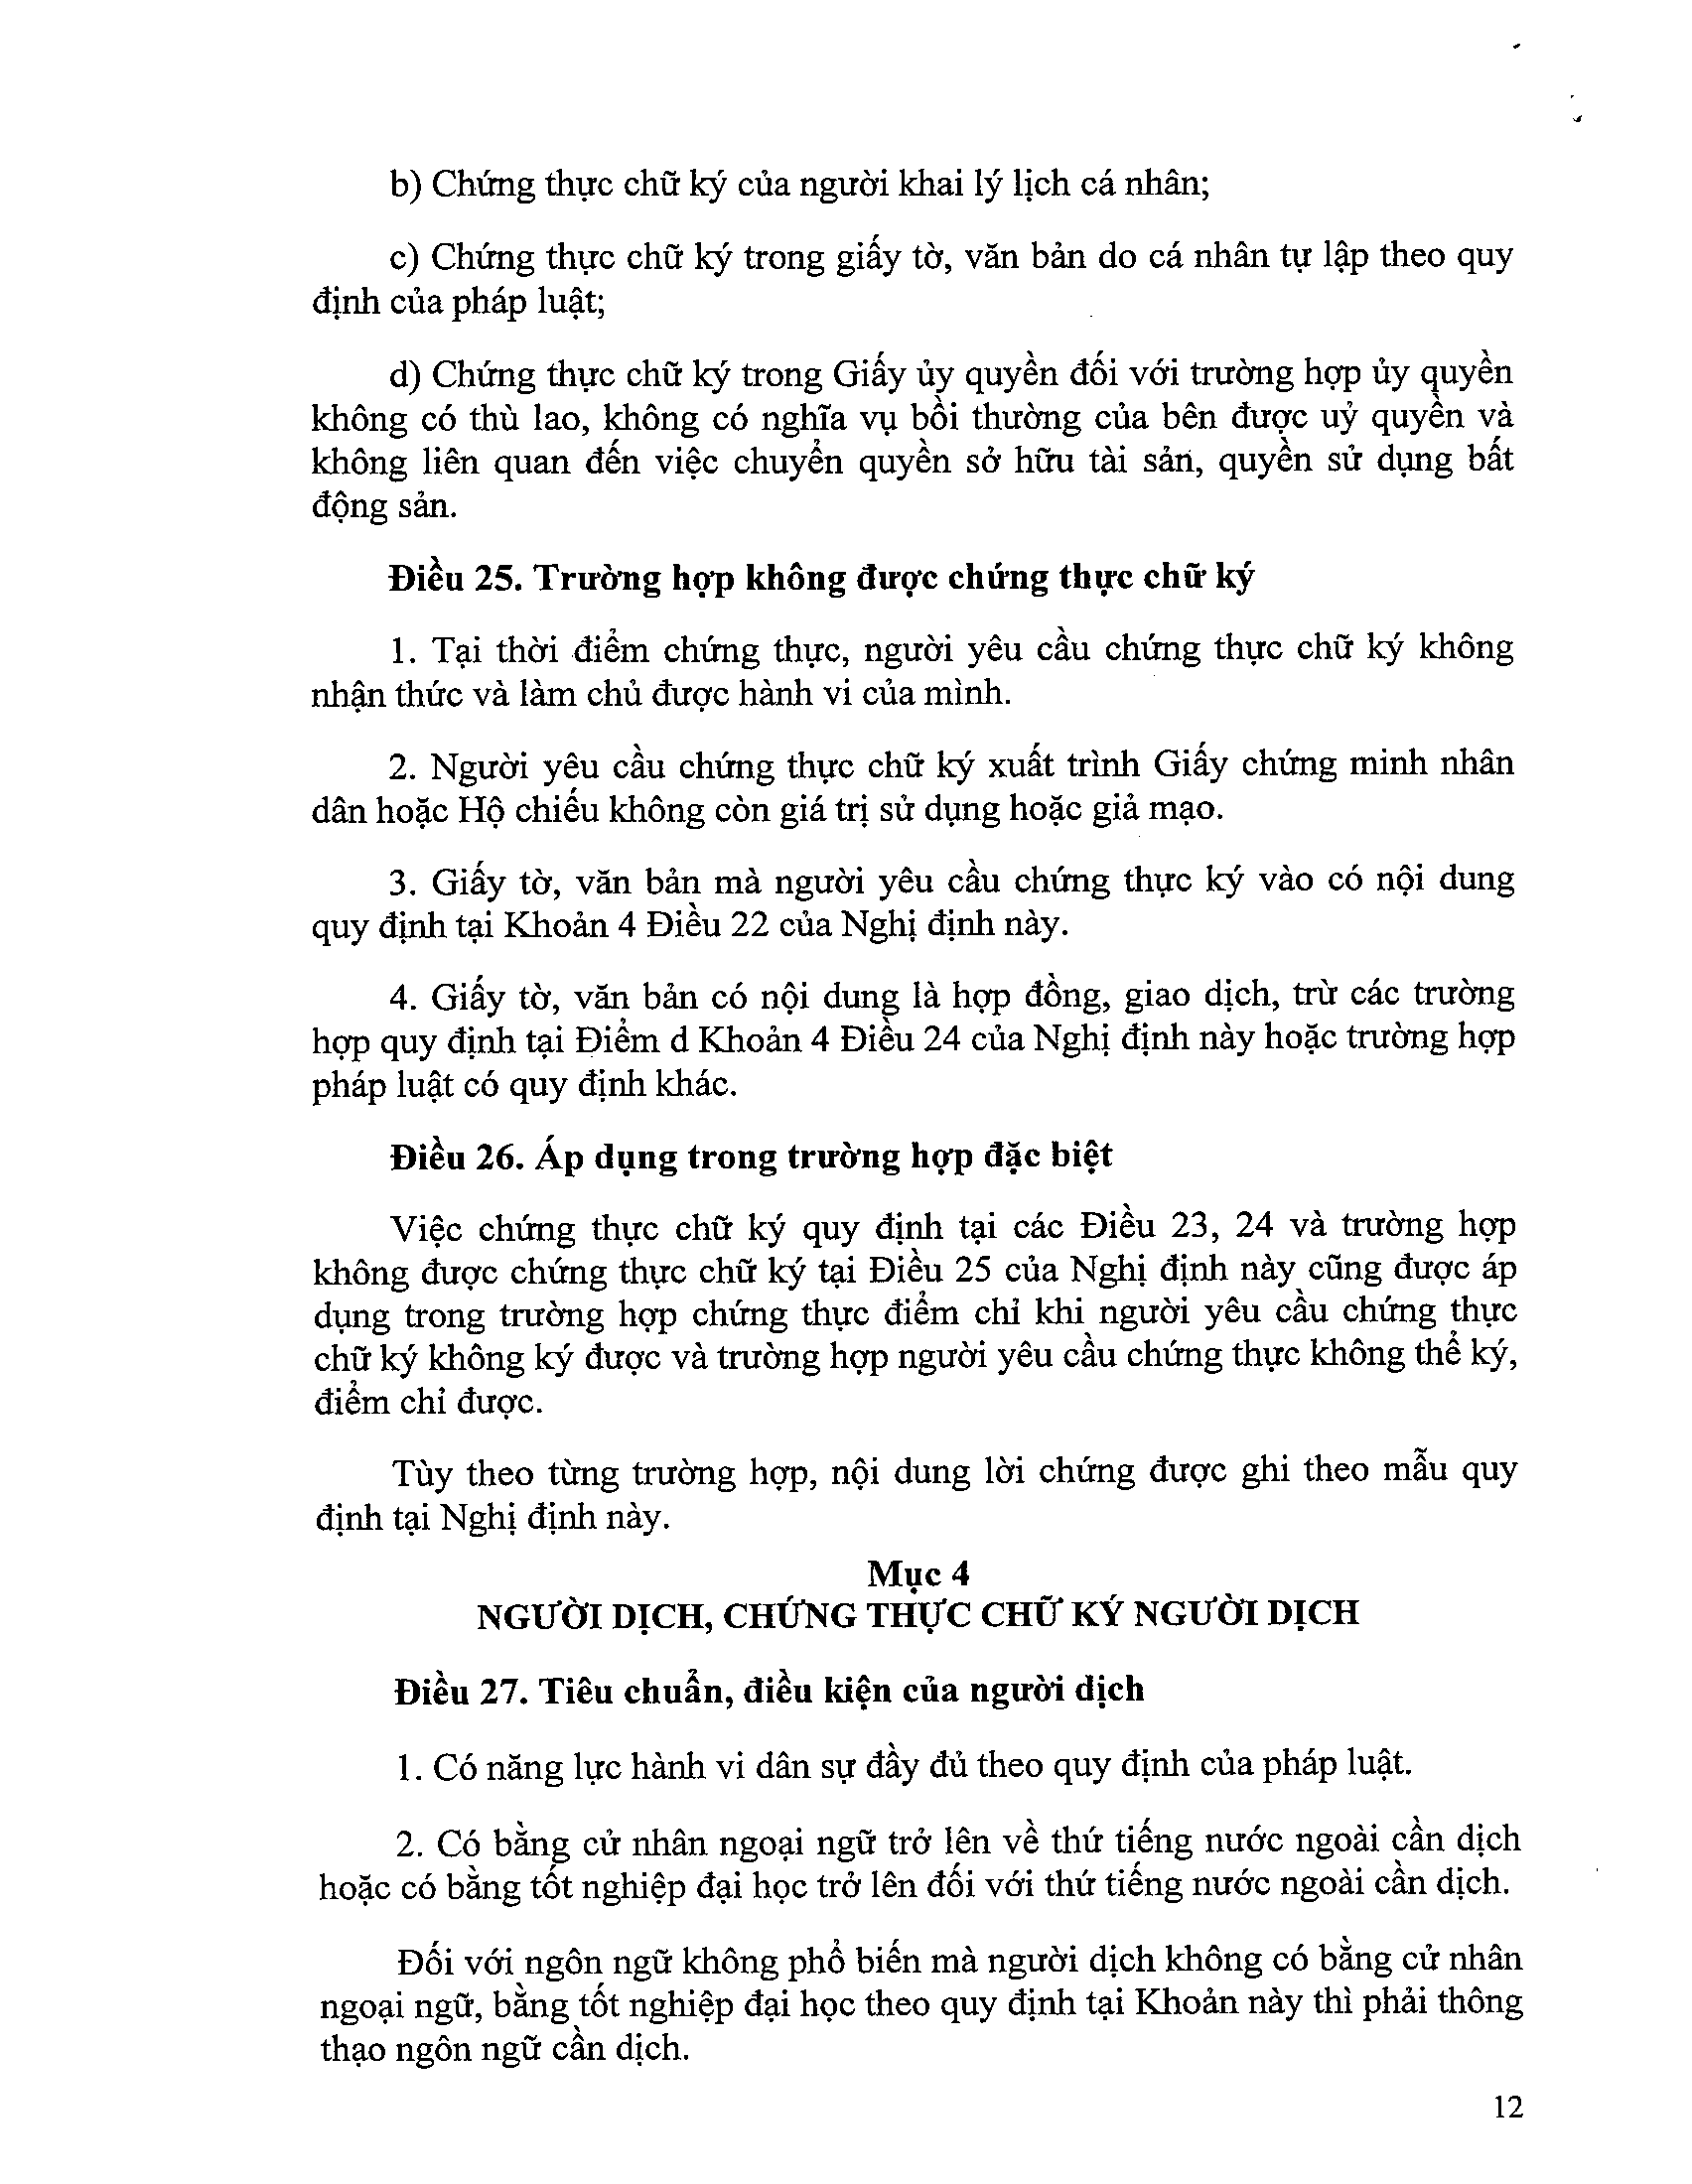 b) Chứng thực chữ ký của người khai lý lịch cá nhân;
c) Chứng thực chữ ký trong giấy tờ, văn bản do cá nhân tự lập theo quy
định của pháp luật;
d) Chứng thực chữ ký trong Giấy ủy quyền đối với trường hợp ủy quyền
không có thù lao, không có nghĩa vụ bồi thường của bên được uỷ quyền và
không liên quan đến việc chuyển quyền sở hữu tài sản, quyền sử dụng bất
động sản.
Điều 25. Trường hợp không được chứng thực chữ ký
1. Tại thời điểm chứng thực, người yêu cầu chứng thực chữ ký không
nhận thức và làm chủ được hành vi của mình.
2. Người yêu cầu chứng thực chữ ký xuất trình Giấy chứng minh nhân
dân hoặc Hộ chiếu không còn giá trị sử dụng hoặc giả mạo.
3. Giấy tờ, văn bản mà người yêu cầu chứng thực ký vào có nội dung
quy định tại Khoản 4 Điều 22 của Nghị định này.
4. Giấy tờ, văn bản có nội dung là hợp đồng, giao dịch, trừ các trường
hợp quy định tại Điểm d Khoản 4 Điều 24 của Nghị định này hoặc trường hợp
pháp luật có quy định khác.
Điều 26. Áp dụng trong trường hợp đặc biệt
Việc chứng thực chữ ký quy định tại các Điều 23, 24 và trường hợp
không được chứng thực chữ ký tại Điều 25 của Nghị định này cũng được áp
dụng trong trường hợp chứng thực điểm chỉ khi người yêu cầu chứng thực
chữ ký không ký được và trường hợp người yêu cầu chứng thực không thể ký,
điểm chỉ được.
Tùy theo từng trường hợp, nội dung lời chứng được ghi theo mẫu quy
định tại Nghị định này.
Mục 4
NGƯỜI DỊCH, CHỨNG THỰC CHỮ KÝ NGƯỜI DỊCH
Điều 27. Tiêu chuẩn, điều kiện của người dịch
1. Có năng lực hành vi dân sự đầy đủ theo quy định của pháp luật.
2. Có bằng cử nhân ngoại ngữ trở lên về thứ tiếng nước ngoài cần dịch
hoặc có bằng tốt nghiệp đại học trở lên đối với thứ tiếng nước ngoài cần dịch.
Đối với ngôn ngữ không phổ biến mà người dịch không có bằng cử nhân
ngoại ngữ, bằng tốt nghiệp đại học theo quy định tại Khoản này thì phải thông
thạo ngôn ngữ cần dịch.
12